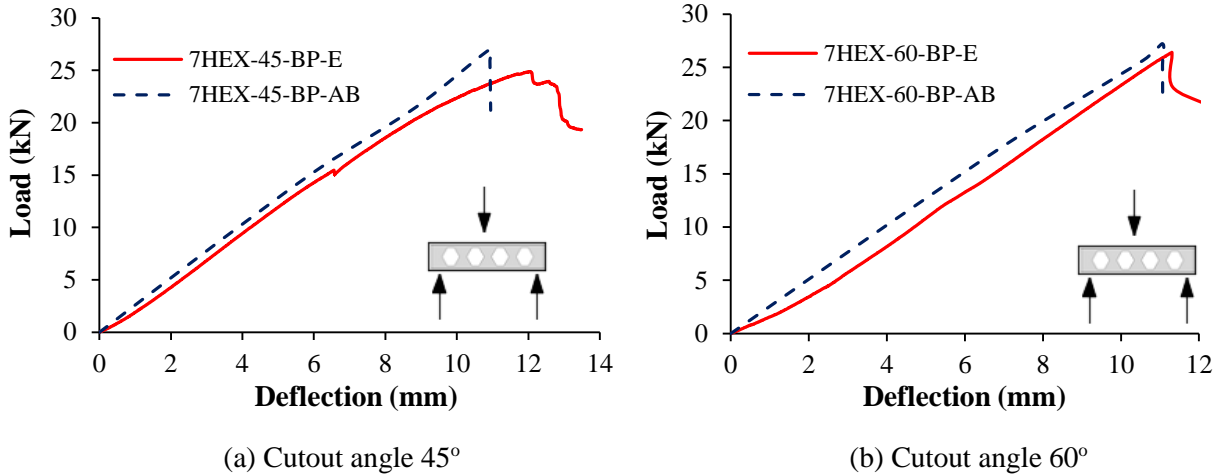 30
25
20
15
10
5
0
Load (kN)
7HEX-45-BP-E
7HEX-45-BP-AB
0 2 4 6 8 10 12 14
Deflection (mm)
(a) Cutout angle 45º
30
25
20
15
10
5
0
Load (kN)
7HEX-60-BP-E
7HEX-60-BP-AB
0 2 4 6 8 10 12
Deflection (mm)
(b) Cutout angle 60º